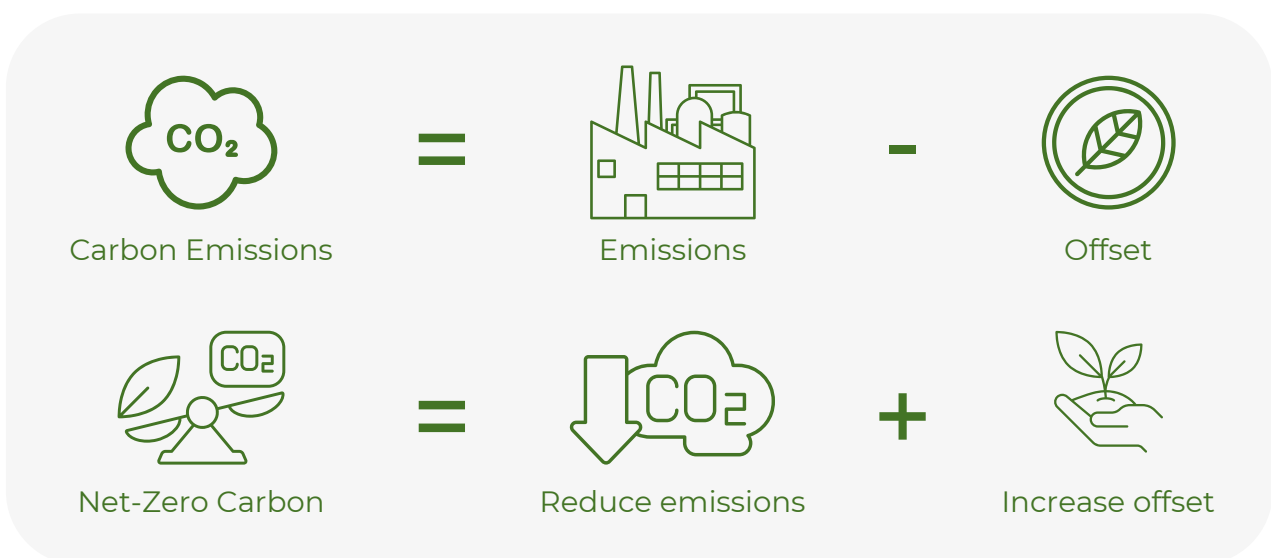 CO₂
=
-
Carbon Emissions
Emissions
Offset
CO2
=
CO2
+
Net-Zero Carbon
Reduce emissions
Increase offset